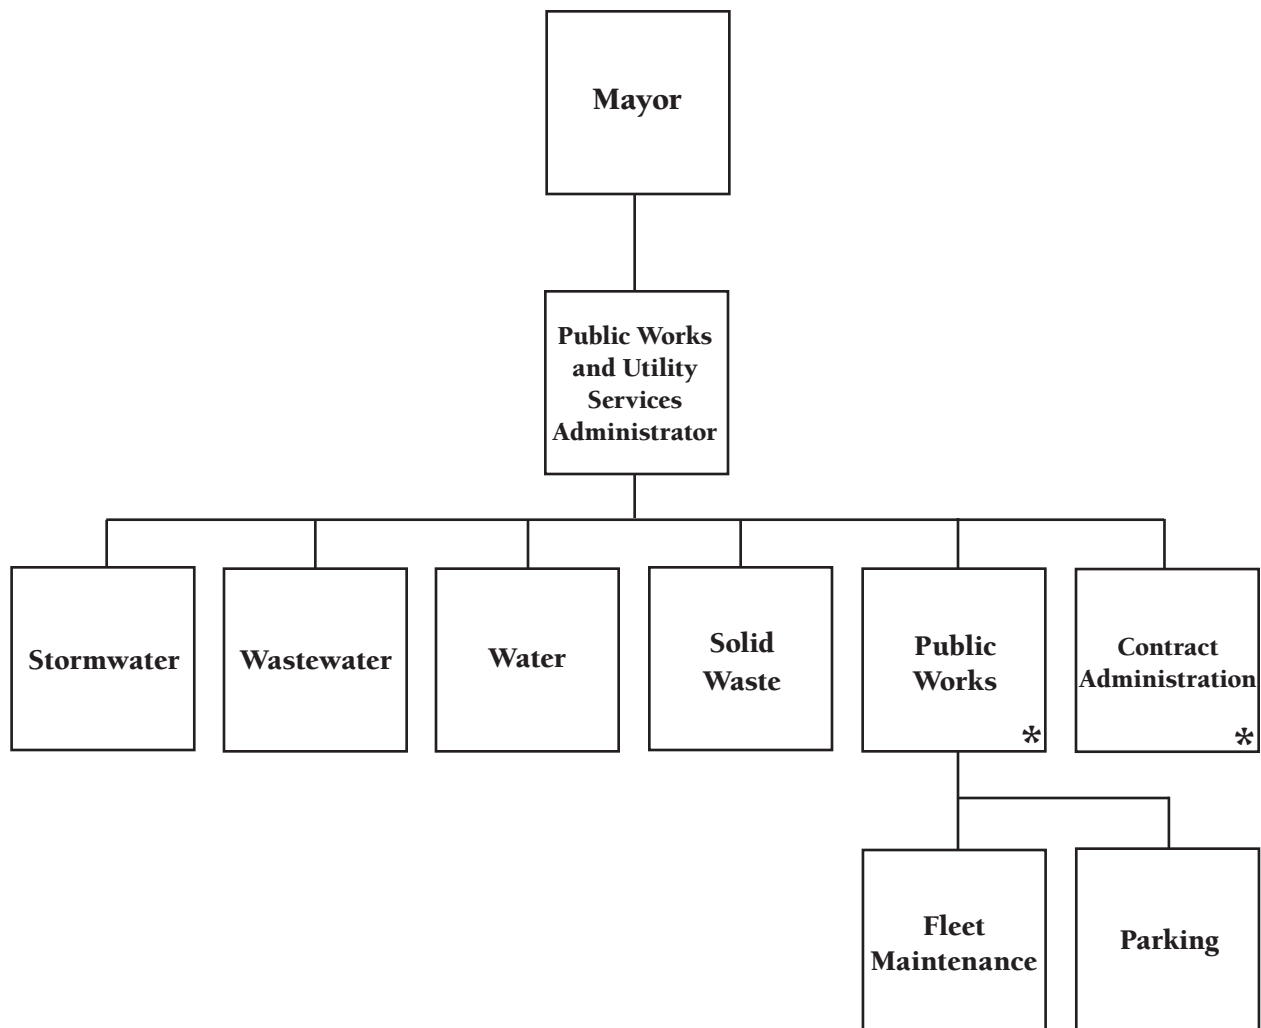 Mayor
Public Works
and Utility
Services
Administrator
Stormwater
Wastewater
Water
Solid
Waste
Public
Works
*
Contract
Administration
*
Fleet
Maintenance
Parking